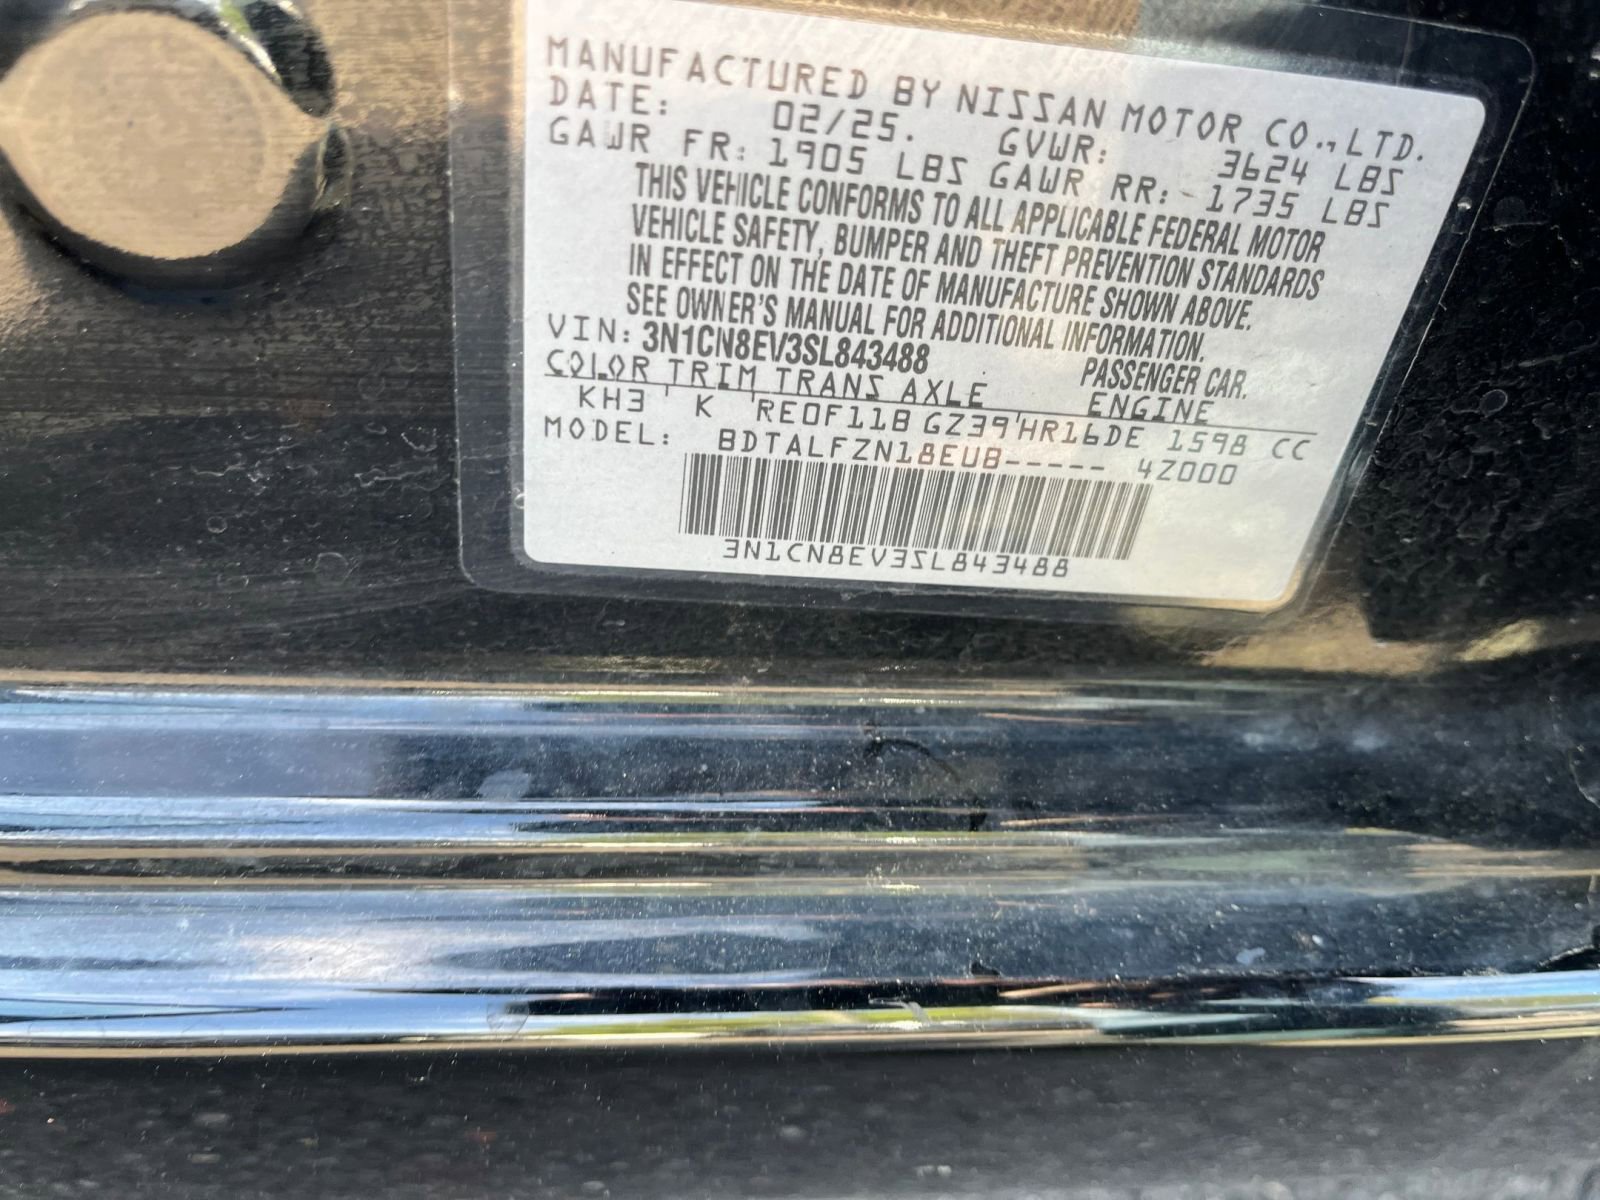 MANUFACTURED BY NISSAN MOTOR CO., LTD.
DATE: 02/25. GVWR: 3624 LBS
GAWR FR: 1905 LBS GAWR RR: 1735 LBS
THIS VEHICLE CONFORMS TO ALL APPLICABLE FEDERAL MOTOR
VEHICLE SAFETY, BUMPER AND THEFT PREVENTION STANDARDS
IN EFFECT ON THE DATE OF MANUFACTURE SHOWN ABOVE.
SEE OWNER'S MANUAL FOR ADDITIONAL INFORMATION.
VIN: 3N1CN8EV3SL843488 PASSENGER CAR.
COLOR TRIM TRANS AXLE ENGINE
KH3 K RE0F11B GZ39 HR16DE 1598 CC
MODEL: BDTALFZN18EUB----- 4Z000
3N1CN8EV3SL843488